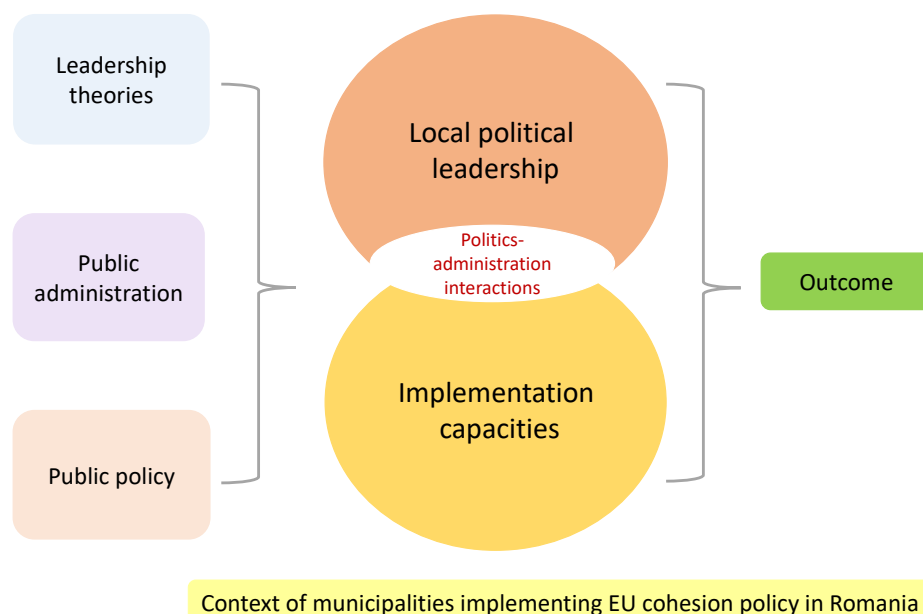 Leadership
theories
Public
administration
Public policy
Local political
leadership
Politics-
administration
interactions
Implementation
capacities
Outcome
Context of municipalities implementing EU cohesion policy in Romania